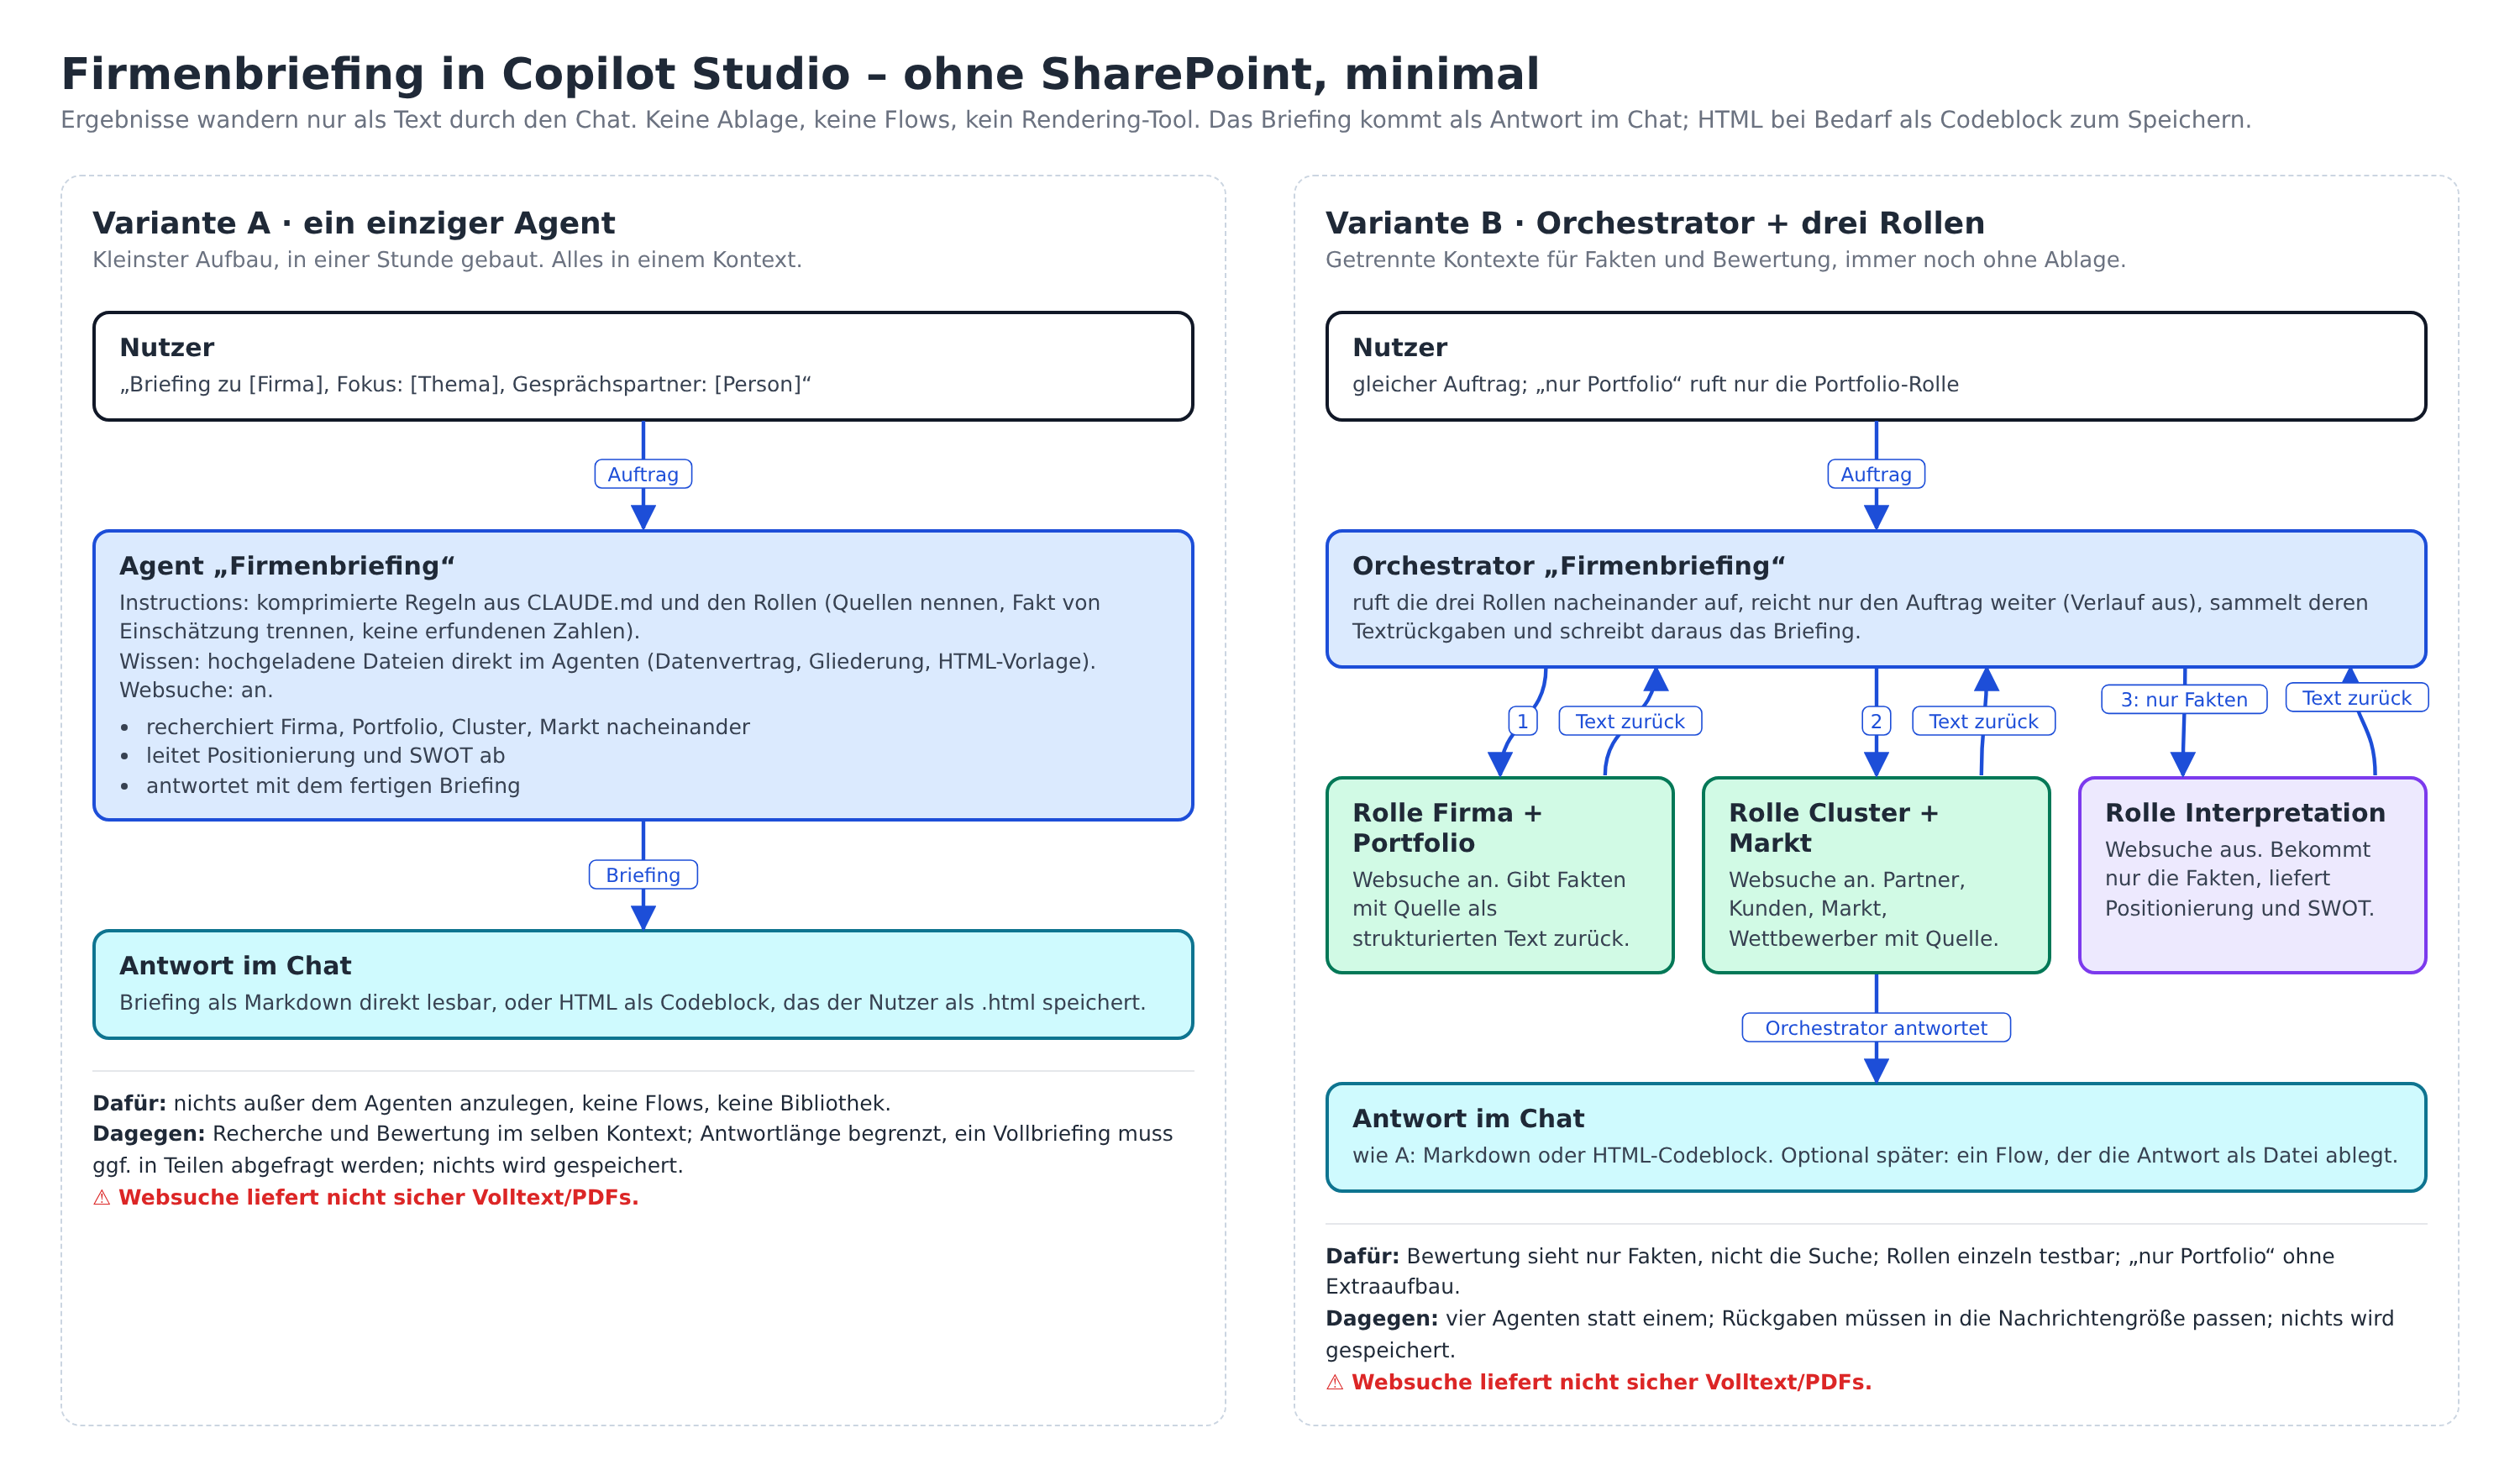 Firmenbriefing in Copilot Studio – ohne SharePoint, minimal
Ergebnisse wandern nur als Text durch den Chat. Keine Ablage, keine Flows, kein Rendering-Tool. Das Briefing kommt als Antwort im Chat; HTML bei Bedarf als Codeblock zum Speichern.
Variante A · ein einziger Agent
Kleinster Aufbau, in einer Stunde gebaut. Alles in einem Kontext.
Nutzer
„Briefing zu [Firma], Fokus: [Thema], Gesprächspartner: [Person]“
Auftrag
Agent „Firmenbriefing“
Instructions: komprimierte Regeln aus CLAUDE.md und den Rollen (Quellen nennen, Fakt von
Einschätzung trennen, keine erfundenen Zahlen).
Wissen: hochgeladene Dateien direkt im Agenten (Datenvertrag, Gliederung, HTML-Vorlage).
Websuche: an.
• recherchiert Firma, Portfolio, Cluster, Markt nacheinander
• leitet Positionierung und SWOT ab
• antwortet mit dem fertigen Briefing
Briefing
Antwort im Chat
Briefing als Markdown direkt lesbar, oder HTML als Codeblock, das der Nutzer als .html speichert.
Dafür: nichts außer dem Agenten anzulegen, keine Flows, keine Bibliothek.
Dagegen: Recherche und Bewertung im selben Kontext; Antwortlänge begrenzt, ein Vollbriefing muss
ggf. in Teilen abgefragt werden; nichts wird gespeichert.
⚠ Websuche liefert nicht sicher Volltext/PDFs.
Variante B · Orchestrator + drei Rollen
Getrennte Kontexte für Fakten und Bewertung, immer noch ohne Ablage.
Nutzer
gleicher Auftrag; „nur Portfolio“ ruft nur die Portfolio-Rolle
Auftrag
Orchestrator „Firmenbriefing“
ruft die drei Rollen nacheinander auf, reicht nur den Auftrag weiter (Verlauf aus), sammelt deren
Textrückgaben und schreibt daraus das Briefing.
1
Text zurück
2
Text zurück
3: nur Fakten
Text zurück
Rolle Firma +
Portfolio
Websuche an. Gibt Fakten
mit Quelle als
strukturierten Text zurück.
Rolle Cluster +
Markt
Websuche an. Partner,
Kunden, Markt,
Wettbewerber mit Quelle.
Rolle Interpretation
Websuche aus. Bekommt
nur die Fakten, liefert
Positionierung und SWOT.
Orchestrator antwortet
Antwort im Chat
wie A: Markdown oder HTML-Codeblock. Optional später: ein Flow, der die Antwort als Datei ablegt.
Dafür: Bewertung sieht nur Fakten, nicht die Suche; Rollen einzeln testbar; „nur Portfolio“ ohne
Extraaufbau.
Dagegen: vier Agenten statt einem; Rückgaben müssen in die Nachrichtengröße passen; nichts wird
gespeichert.
⚠ Websuche liefert nicht sicher Volltext/PDFs.